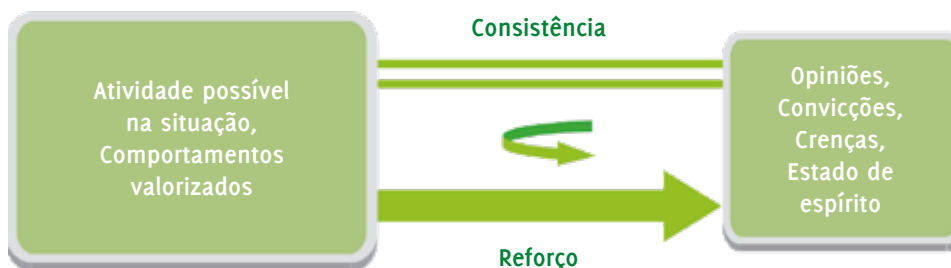 Consistência
Atividade possível
na situação,
Comportamentos
valorizados
Opiniões,
Convicções,
Crenças,
Estado de
espírito
Reforço